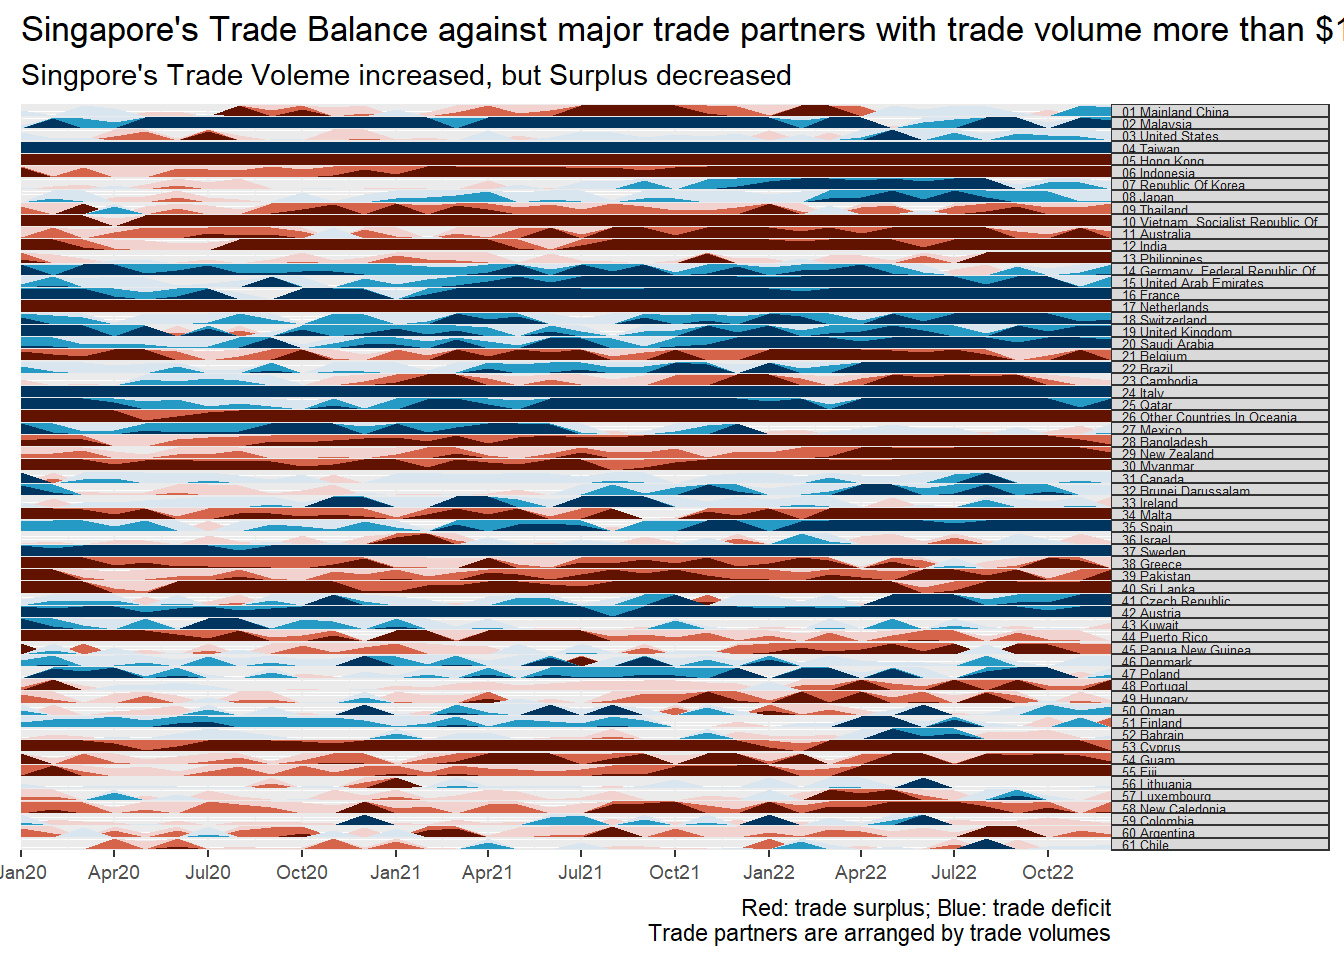 Singapore's Trade Balance against major trade partners with trade volume more than $1
Singpore's Trade Voleme increased, but Surplus decreased
01 Mainland China
02 Malaysia
03 United States
04 Taiwan
05 Hong Kong
06 Indonesia
07 Republic Of Korea
08 Japan
09 Thailand
10 Vietnam, Socialist Republic Of
11 Australia
12 India
13 Philippines
14 Germany, Federal Republic Of
15 United Arab Emirates
16 France
17 Netherlands
18 Switzerland
19 United Kingdom
20 Saudi Arabia
21 Belgium
22 Brazil
23 Cambodia
24 Italy
25 Qatar
26 Other Countries In Oceania
27 Mexico
28 Bangladesh
29 New Zealand
30 Myanmar
31 Canada
32 Brunei Darussalam
33 Ireland
34 Malta
35 Spain
36 Israel
37 Sweden
38 Greece
39 Pakistan
40 Sri Lanka
41 Czech Republic
42 Austria
43 Kuwait
44 Puerto Rico
45 Papua New Guinea
46 Denmark
47 Poland
48 Portugal
49 Hungary
50 Oman
51 Finland
52 Bahrain
53 Cyprus
54 Guam
55 Fiji
56 Lithuania
57 Luxembourg
58 New Caledonia
59 Colombia
60 Argentina
61 Chile
Jan20 Apr20 Jul20 Oct20 Jan21 Apr21 Jul21 Oct21 Jan22 Apr22 Jul22 Oct22
Red: trade surplus; Blue: trade deficit
Trade partners are arranged by trade volumes